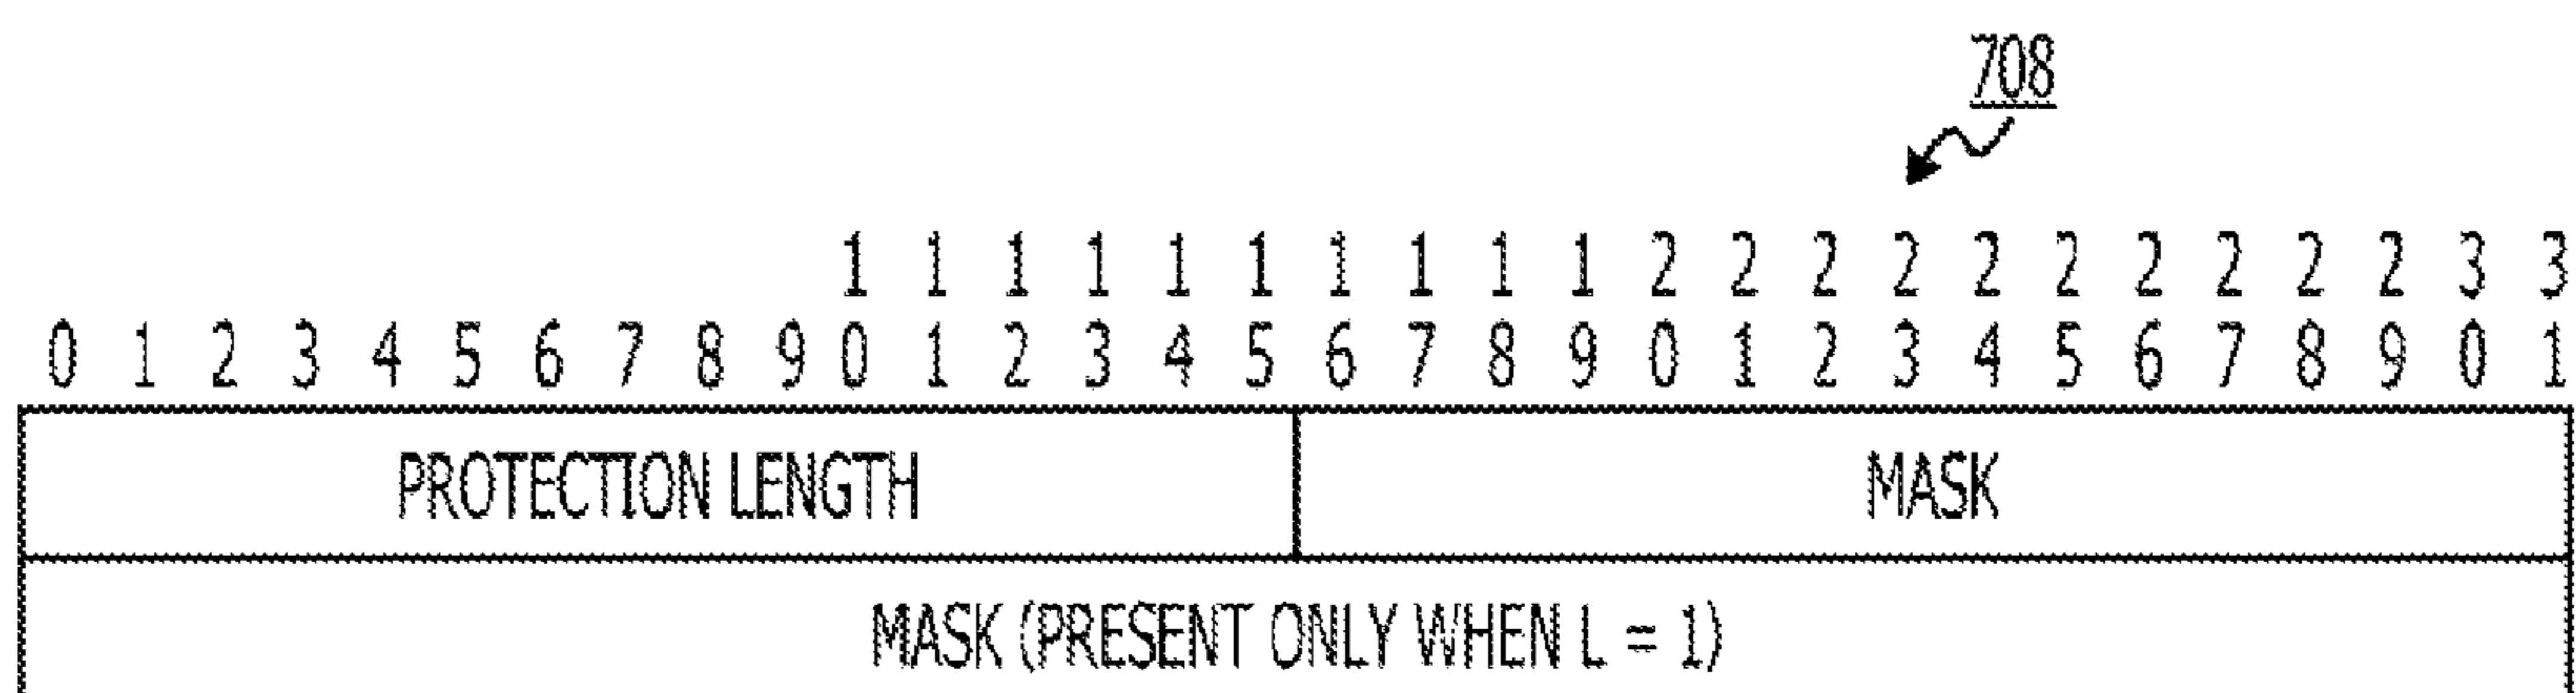 708
1 1 1 1 1 1 1 1 1 1 2 2 2 2 2 2 2 2 2 2 3 3
0 1 2 3 4 5 6 7 8 9 0 1 2 3 4 5 6 7 8 9 0 1 2 3 4 5 6 7 8 9 0 1
PROTECTION LENGTH MASK
MASK (PRESENT ONLY WHEN L = 1)